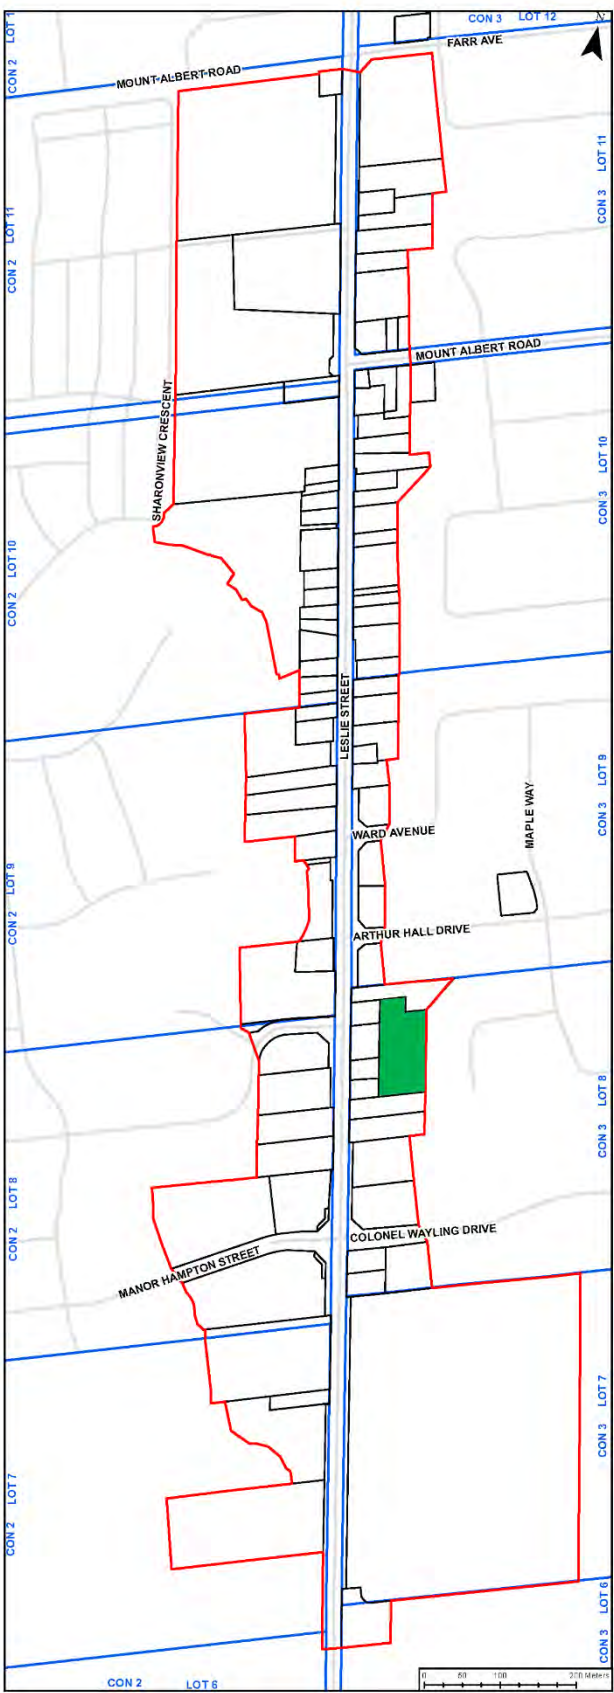 CON 3 LOT 12
N
FARR AVE
CON 2 LOT 1
MOUNT ALBERT ROAD
CON 3 LOT 11
CON 2 LOT 11
MOUNT ALBERT ROAD
SHARONVIEW CRESCENT
CON 3 LOT 10
CON 2 LOT 10
LESLIE STREET
CON 3 LOT 9
MAPLE WAY
WARD AVENUE
CON 2 LOT 9
ARTHUR HALL DRIVE
CON 3 LOT 8
CON 2 LOT 8
COLONEL WAYLING DRIVE
MANOR HAMPTON STREET
CON 3 LOT 7
CON 2 LOT 7
CON 3 LOT 6
0 50 100 200 Meters
CON 2 LOT 6